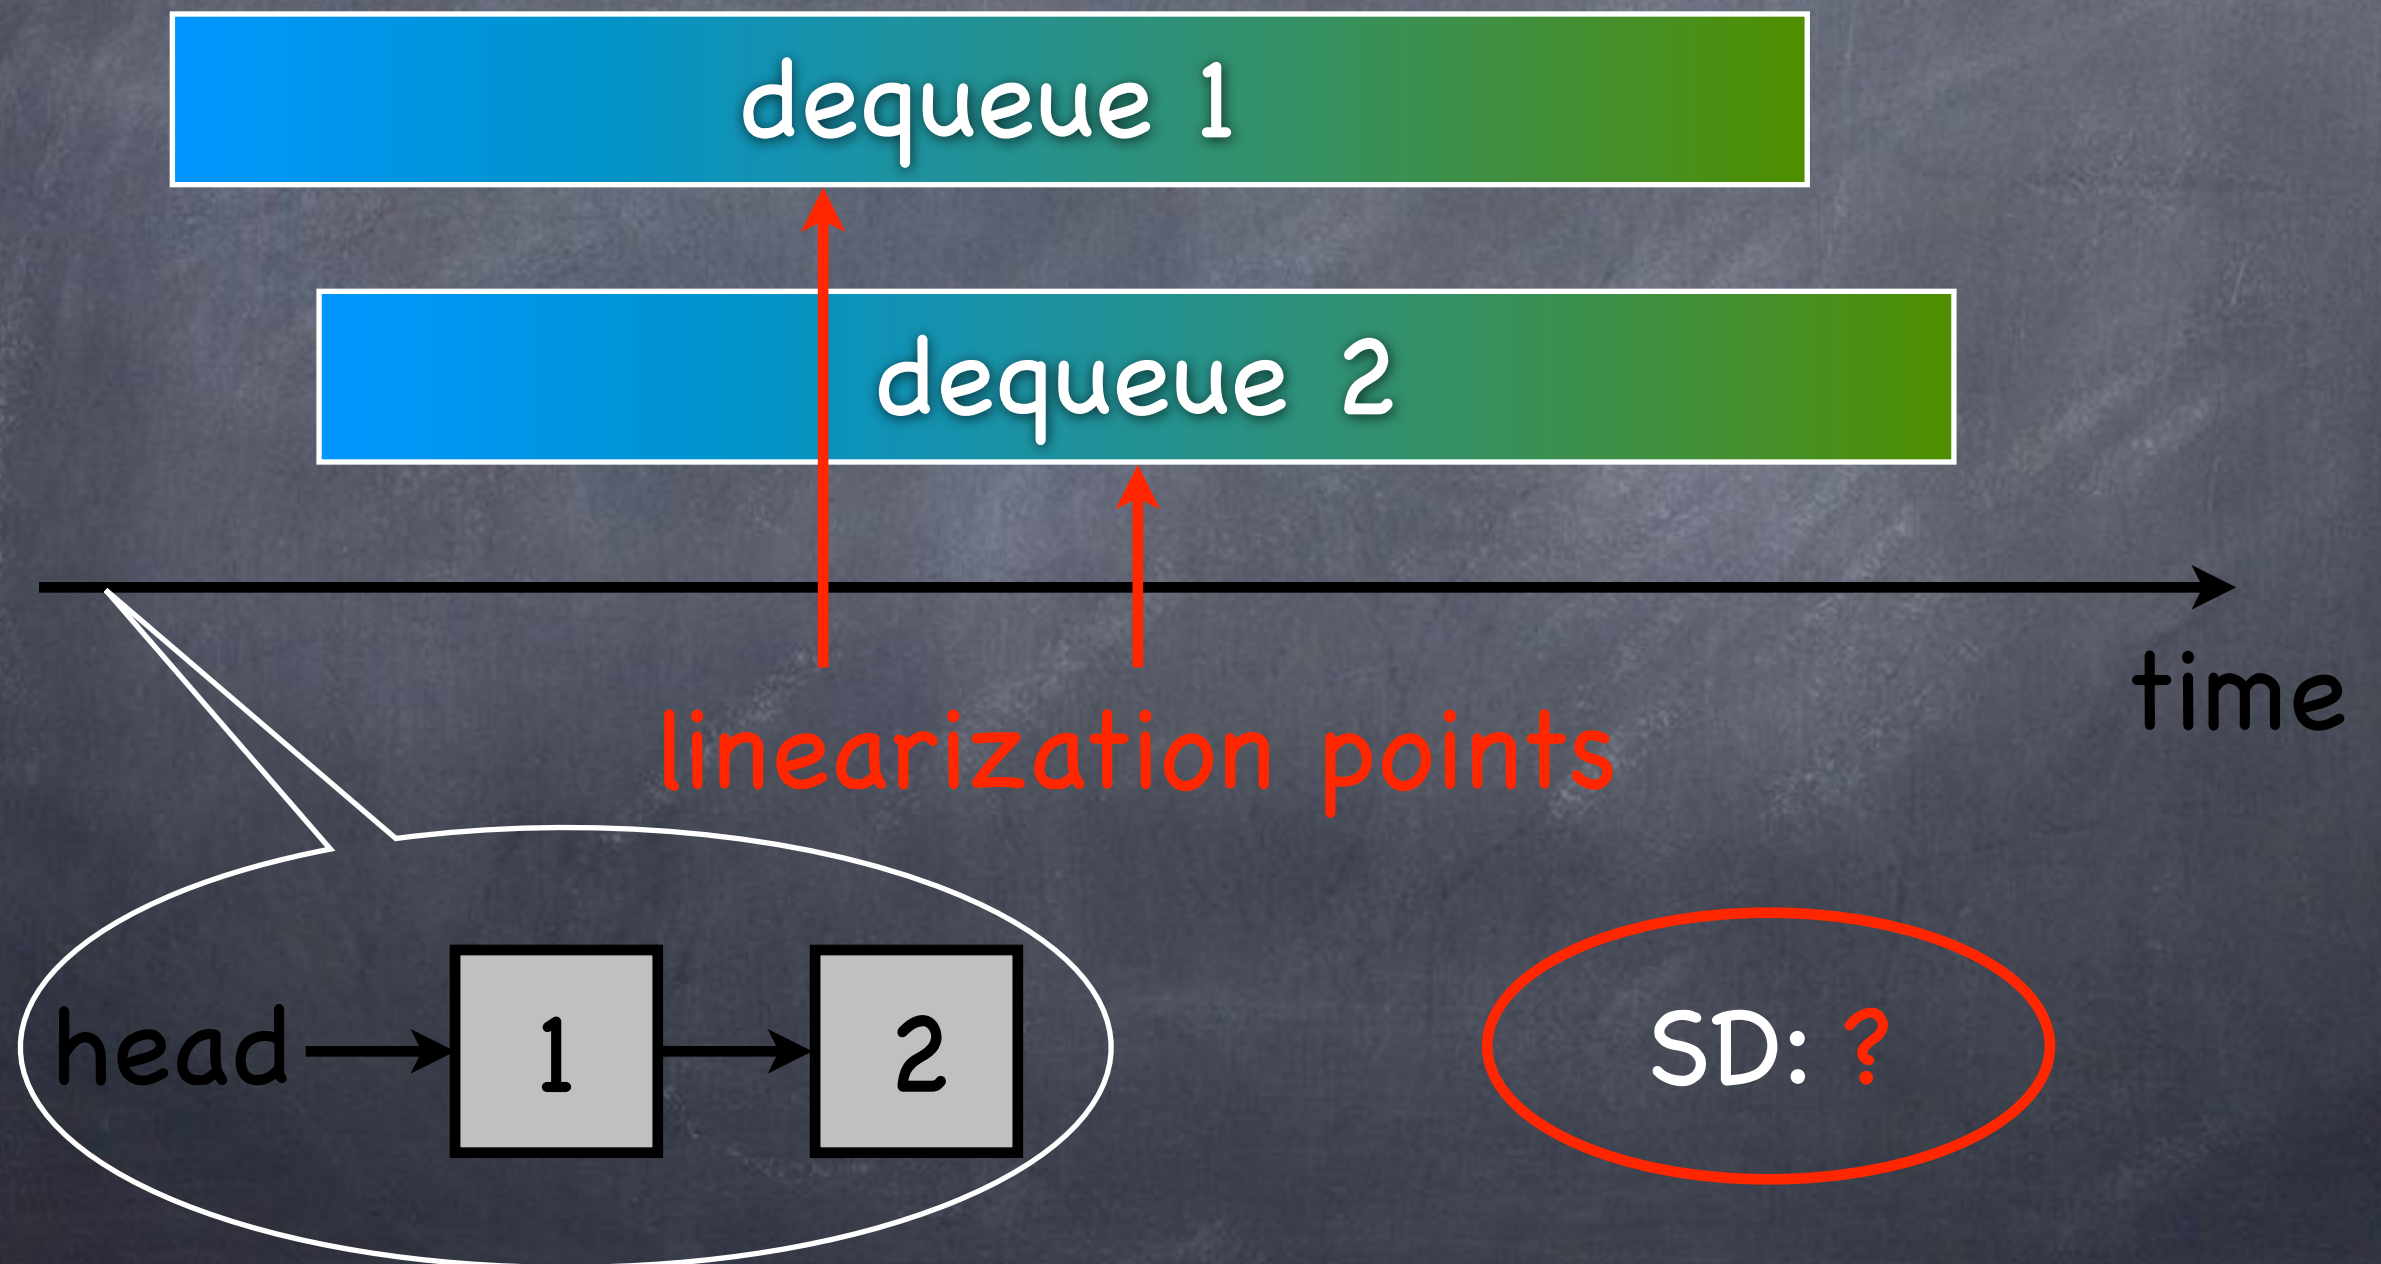 dequeue 1
dequeue 2
time
linearization points
head
1
2
SD: ?